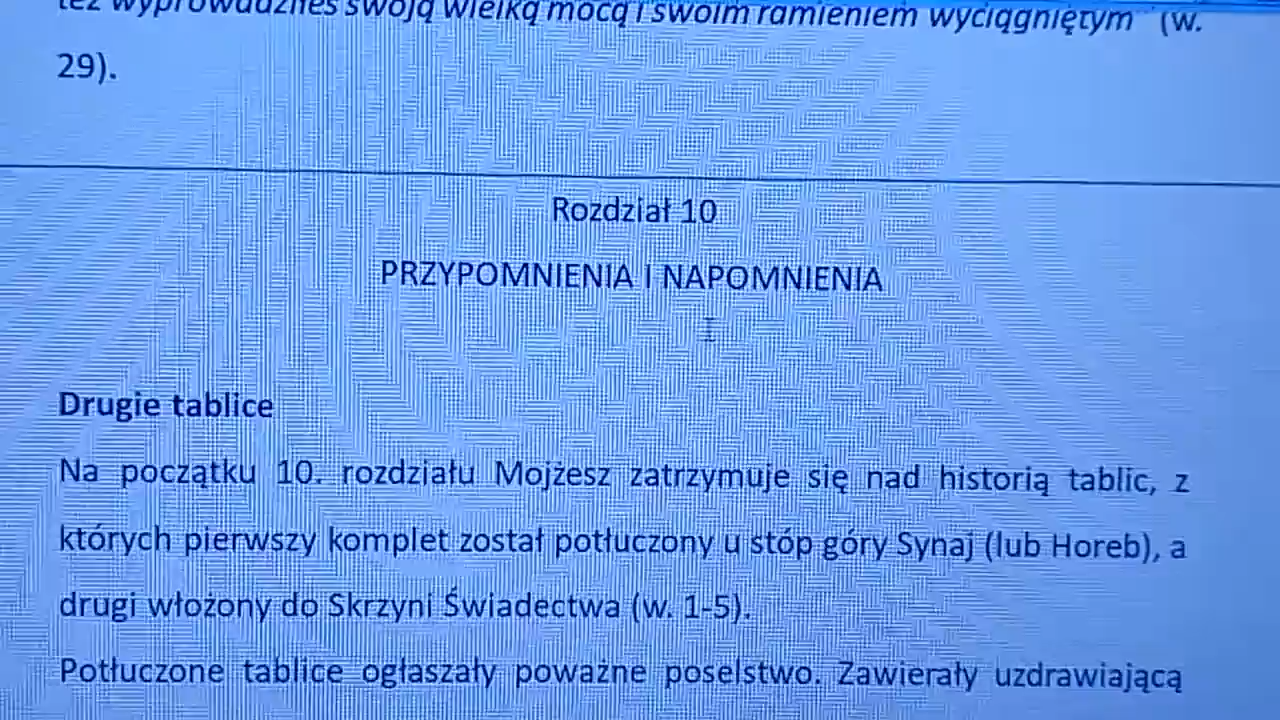 też wyprowadziłeś swoją wielką mocą i swoim ramieniem wyciągniętym" (w.
29).
Rozdział 10
PRZYPOMNIENIA I NAPOMNIENIA
Drugie tablice
Na początku 10. rozdziału Mojżesz zatrzymuje się nad historią tablic, z
których pierwszy komplet został potłuczony u stóp góry Synaj (lub Horeb), a
drugi włożony do Skrzyni Świadectwa (w. 1-5).
Potłuczone tablice ogłaszały poważne poselstwo. Zawierały uzdrawiającą